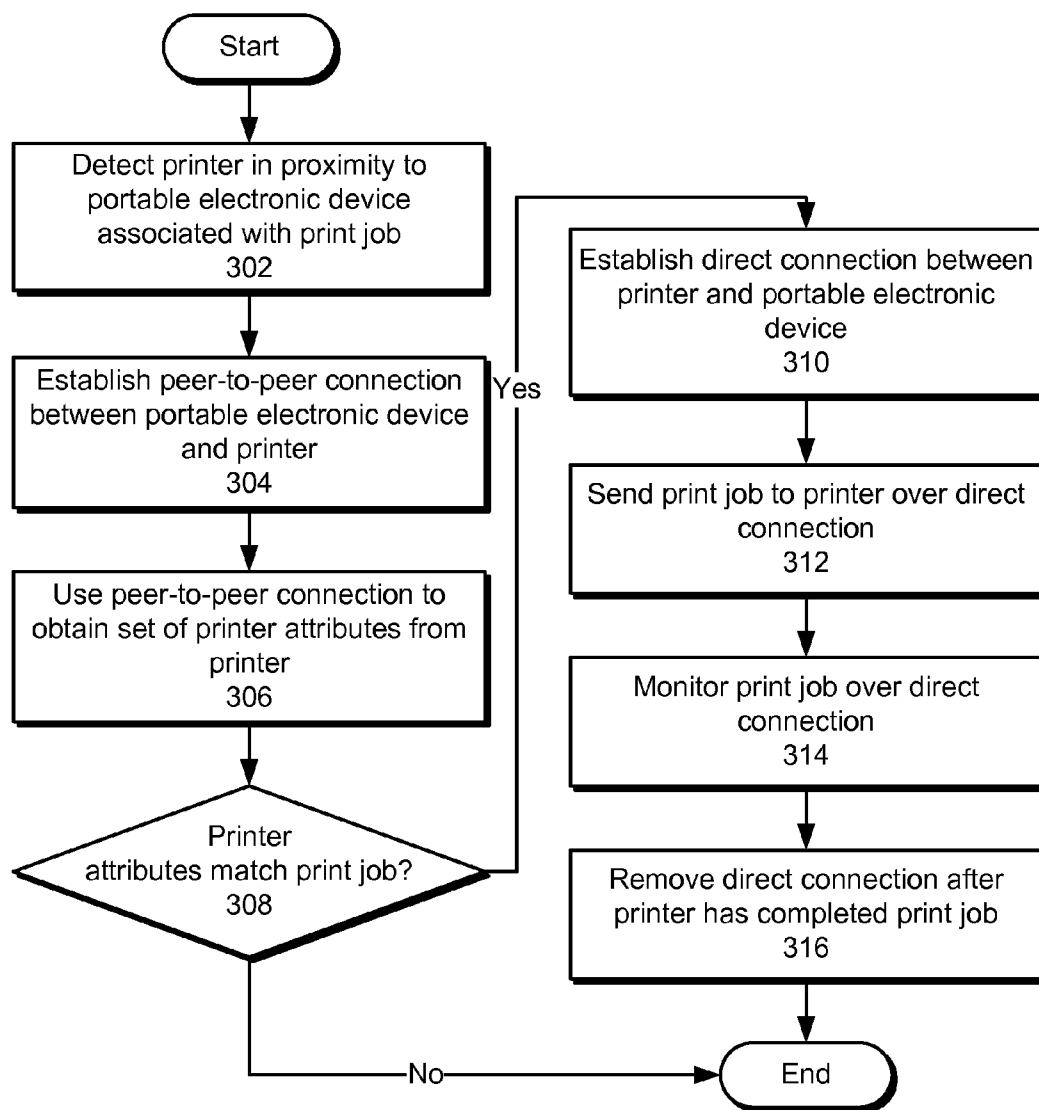 Start
Detect printer in proximity to
portable electronic device
associated with print job
302
Establish peer-to-peer connection
between portable electronic device
and printer
304
Use peer-to-peer connection to
obtain set of printer attributes from
printer
306
Printer
attributes match print job?
308
Yes
No
Establish direct connection between
printer and portable electronic
device
310
Send print job to printer over direct
connection
312
Monitor print job over direct
connection
314
Remove direct connection after
printer has completed print job
316
End